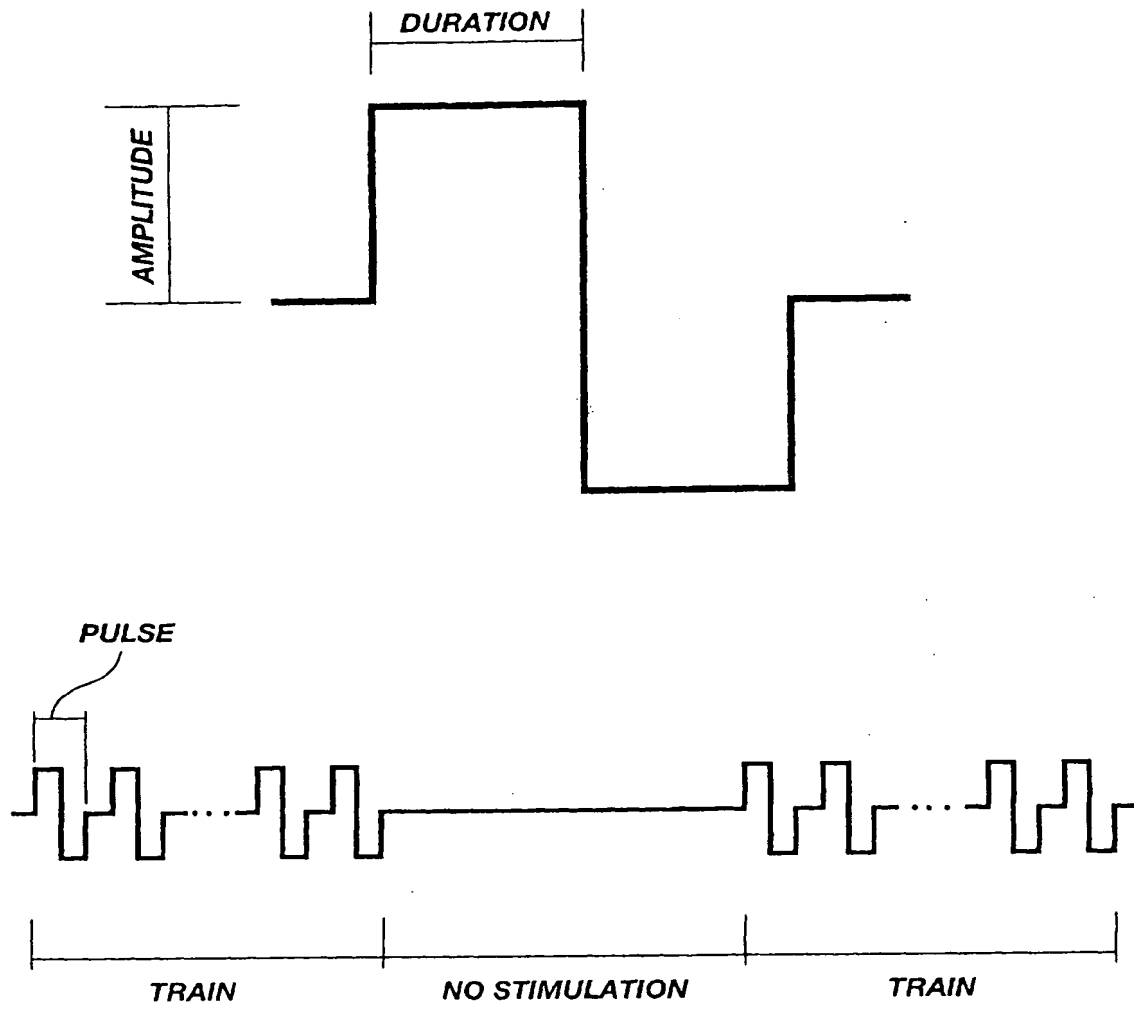 DURATION
AMPLITUDE
PULSE
TRAIN
NO STIMULATION
TRAIN